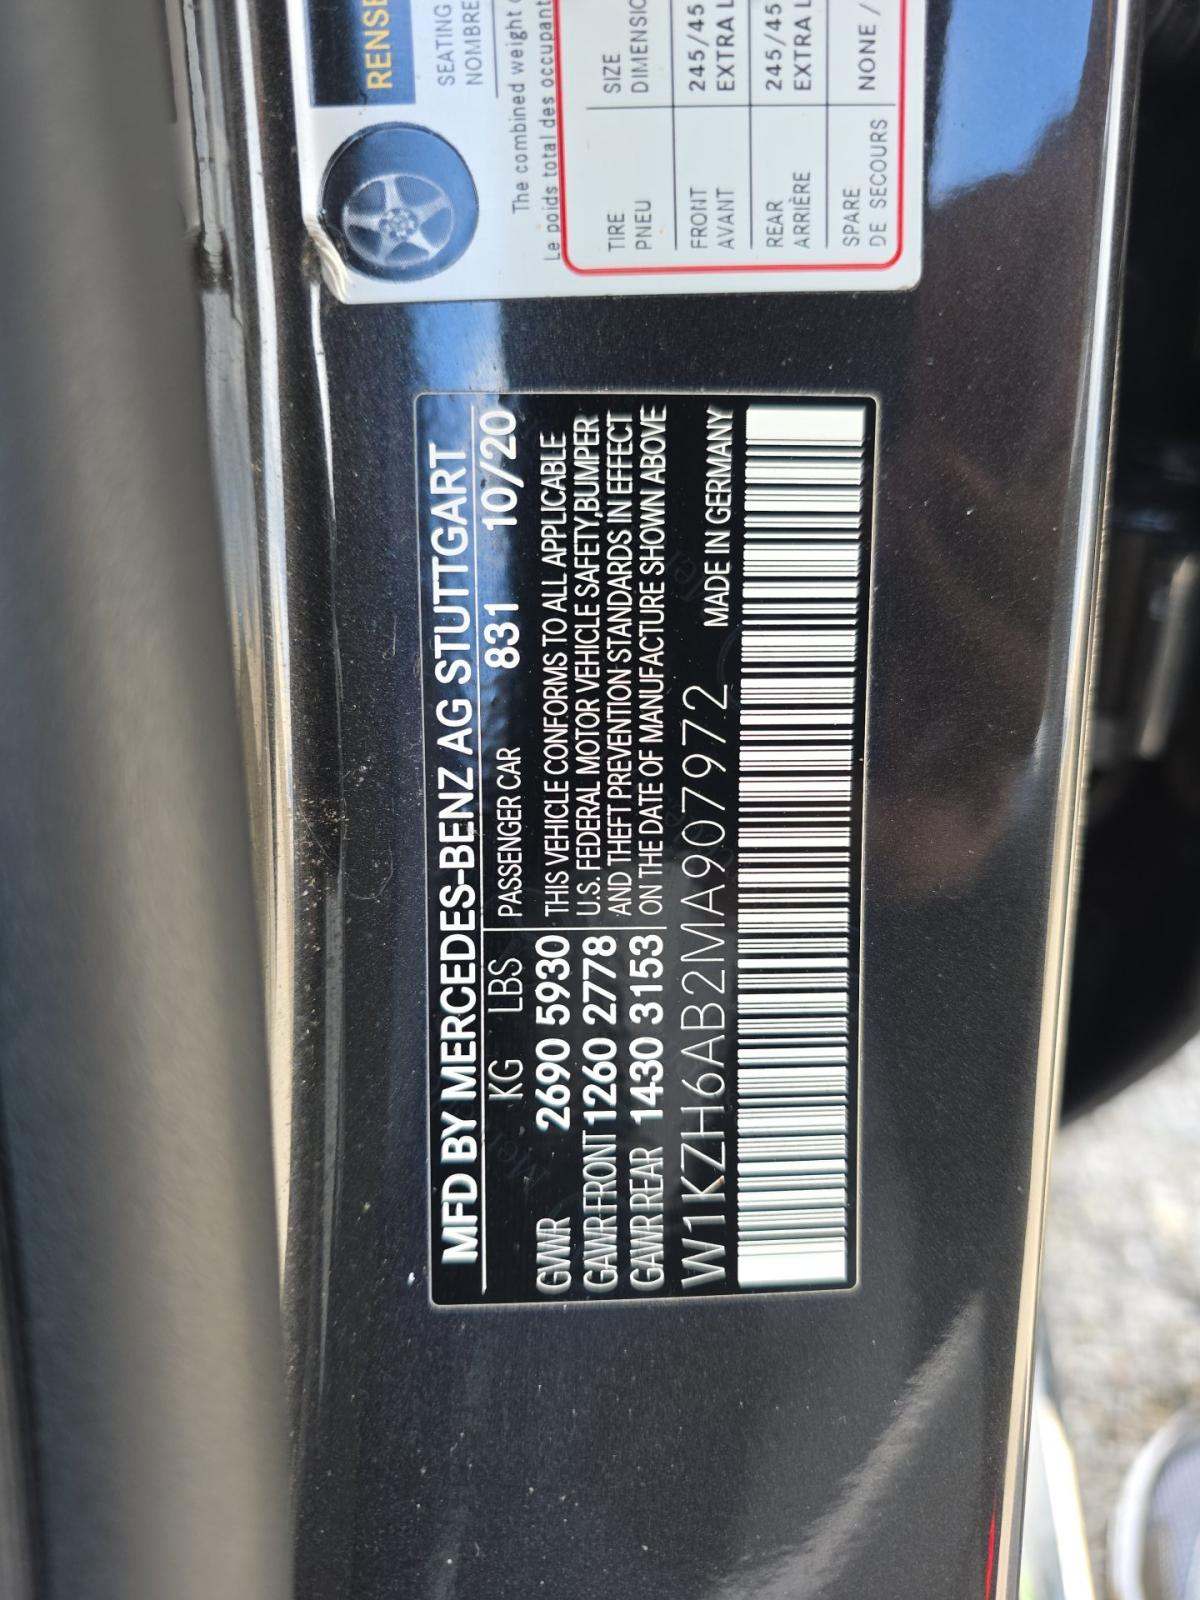 MFD BY MERCEDES-BENZ AG STUTTGART
KG LBS PASSENGER CAR 831 10/20
GVWR 2690 5930 THIS VEHICLE CONFORMS TO ALL APPLICABLE
GAWR FRONT 1260 2778 U.S. FEDERAL MOTOR VEHICLE SAFETY,BUMPER
GAWR REAR 1430 3153 AND THEFT PREVENTION STANDARDS IN EFFECT
ON THE DATE OF MANUFACTURE SHOWN ABOVE
W1KZH6AB2MA907972 MADE IN GERMANY
SEATING
NOMBRE
The combined weight
Le poids total des occupant
TIRE SIZE
PNEU
FRONT 245/45
AVANT EXTRA
REAR 245/45
ARRIÈRE EXTRA
SPARE NONE /
DE SECOURS